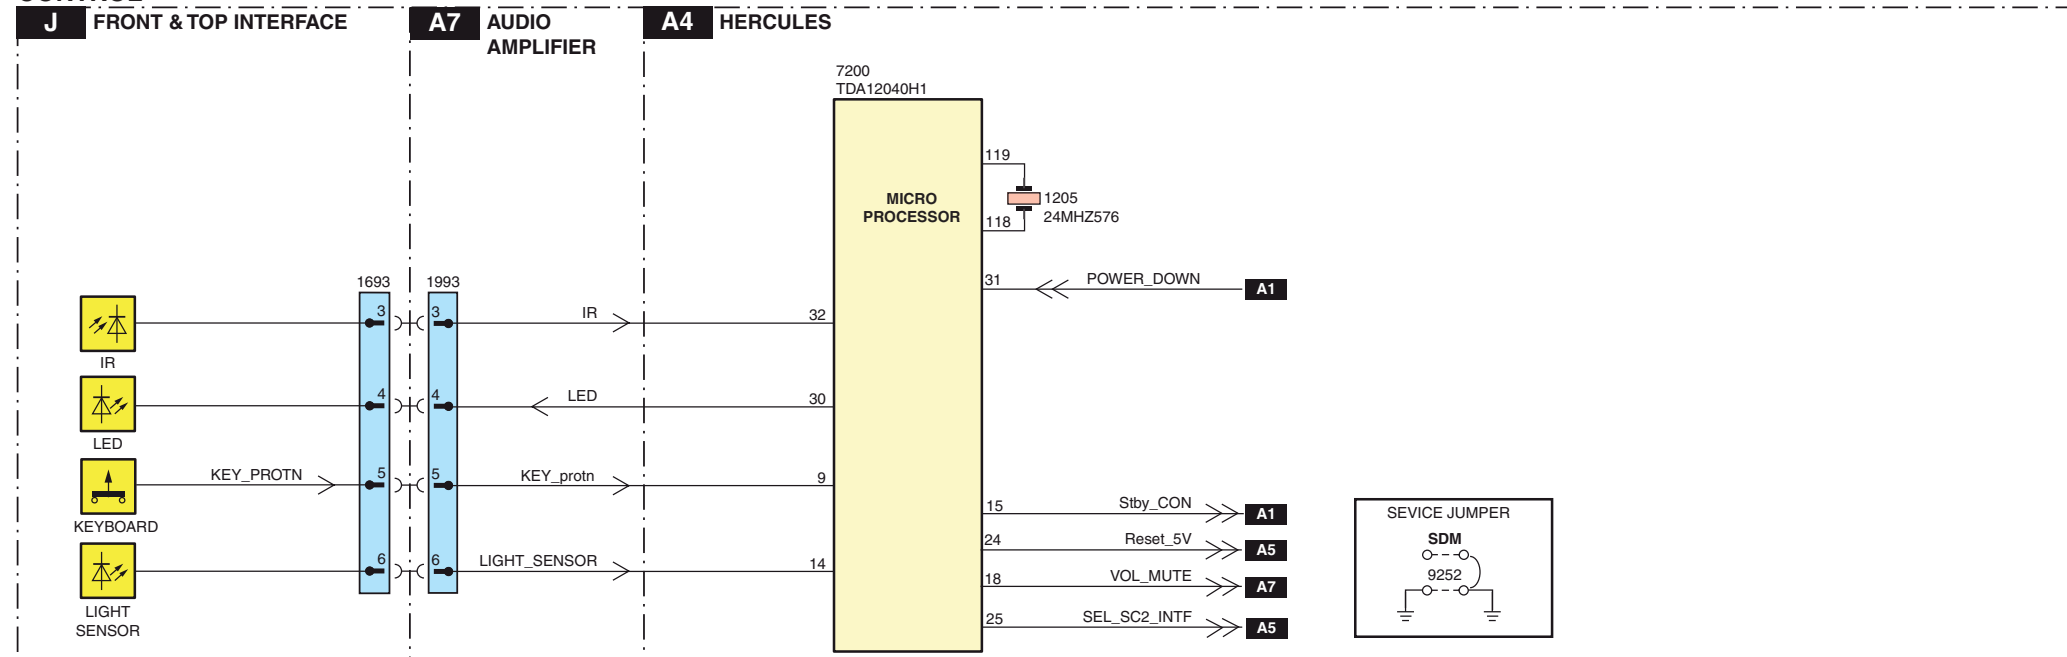 J FRONT & TOP INTERFACE
A7 AUDIO
AMPLIFIER
A4 HERCULES
7200
TDA12040H1
MICRO
PROCESSOR
119
118
1205
24MHZ576
31 POWER_DOWN A1
1693
1993
3 3 IR 32
IR
4 4 LED 30
LED
KEY_PROTN 5 5 KEY_protn 9
KEYBOARD
6 6 LIGHT_SENSOR 14
LIGHT
SENSOR
15 Stby_CON A1
24 Reset_5V A5
18 VOL_MUTE A7
25 SEL_SC2_INTF A5
SEVICE JUMPER
SDM
9252